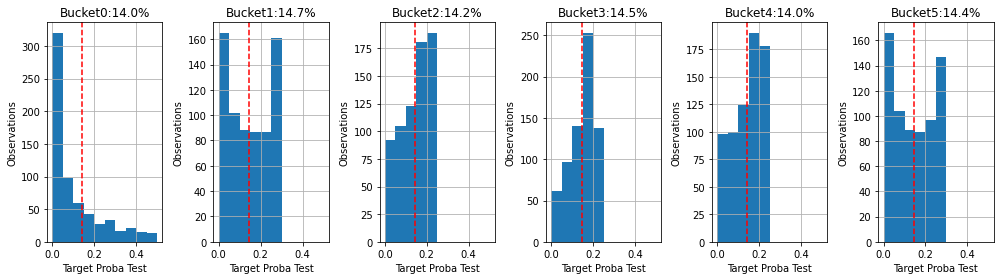 Bucket0:14.0%
Observations
300
250
200
150
100
50
0
0.0 0.2 0.4
Target Proba Test
Bucket1:14.7%
Observations
160
140
120
100
80
60
40
20
0
0.0 0.2 0.4
Target Proba Test
Bucket2:14.2%
Observations
175
150
125
100
75
50
25
0
0.0 0.2 0.4
Target Proba Test
Bucket3:14.5%
Observations
250
200
150
100
50
0
0.0 0.2 0.4
Target Proba Test
Bucket4:14.0%
Observations
175
150
125
100
75
50
25
0
0.0 0.2 0.4
Target Proba Test
Bucket5:14.4%
Observations
160
140
120
100
80
60
40
20
0
0.0 0.2 0.4
Target Proba Test